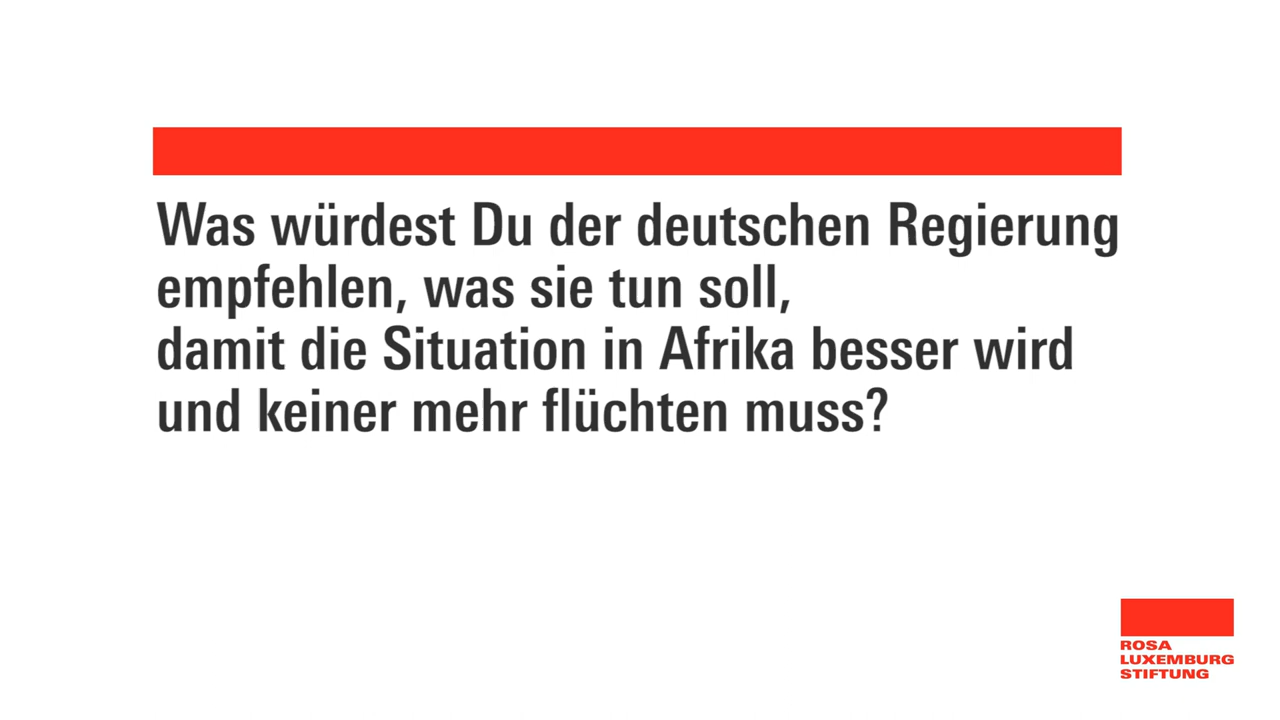 Was würdest Du der deutschen Regierung
empfehlen, was sie tun soll,
damit die Situation in Afrika besser wird
und keiner mehr flüchten muss?
ROSA
LUXEMBURG
STIFTUNG